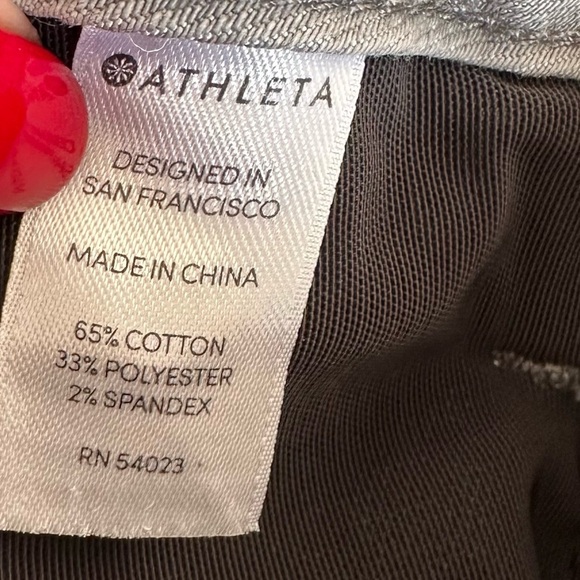 ATHLETA
DESIGNED IN
SAN FRANCISCO
MADE IN CHINA
65% COTTON
33% POLYESTER
2% SPANDEX
RN 54023